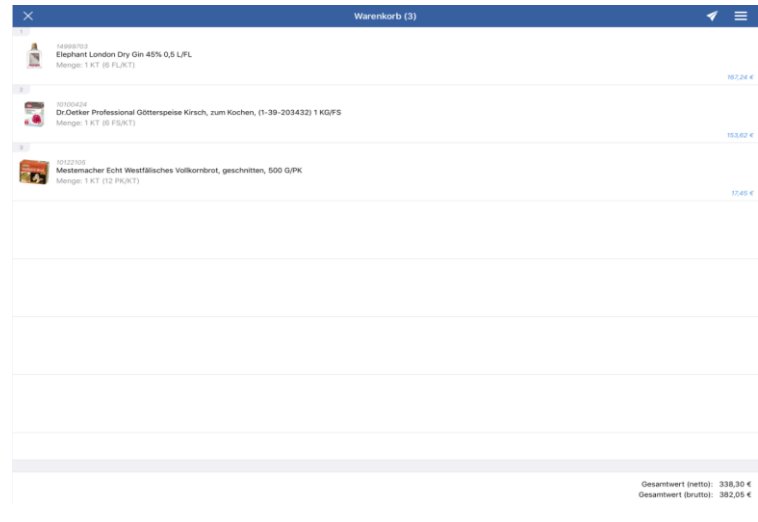 Warenkorb (3)
1
Elephant London Dry Gin 45% 0,5 L/FL
Menge: 1 KT (6 FL/KT)
167,24 €
2
10100424
Dr.Oetker Professional Götterspeise Kirsch, zum Kochen, (1-39-203432) 1 KG/FS
Menge: 1 KT (6 FS/KT)
153,62 €
3
10122105
Mestemacher Echt Westfälisches Vollkornbrot, geschnitten, 500 G/PK
Menge: 1 KT (12 PK/KT)
17,45 €
Gesamtwert (netto): 338,30 €
Gesamtwert (brutto): 382,05 €